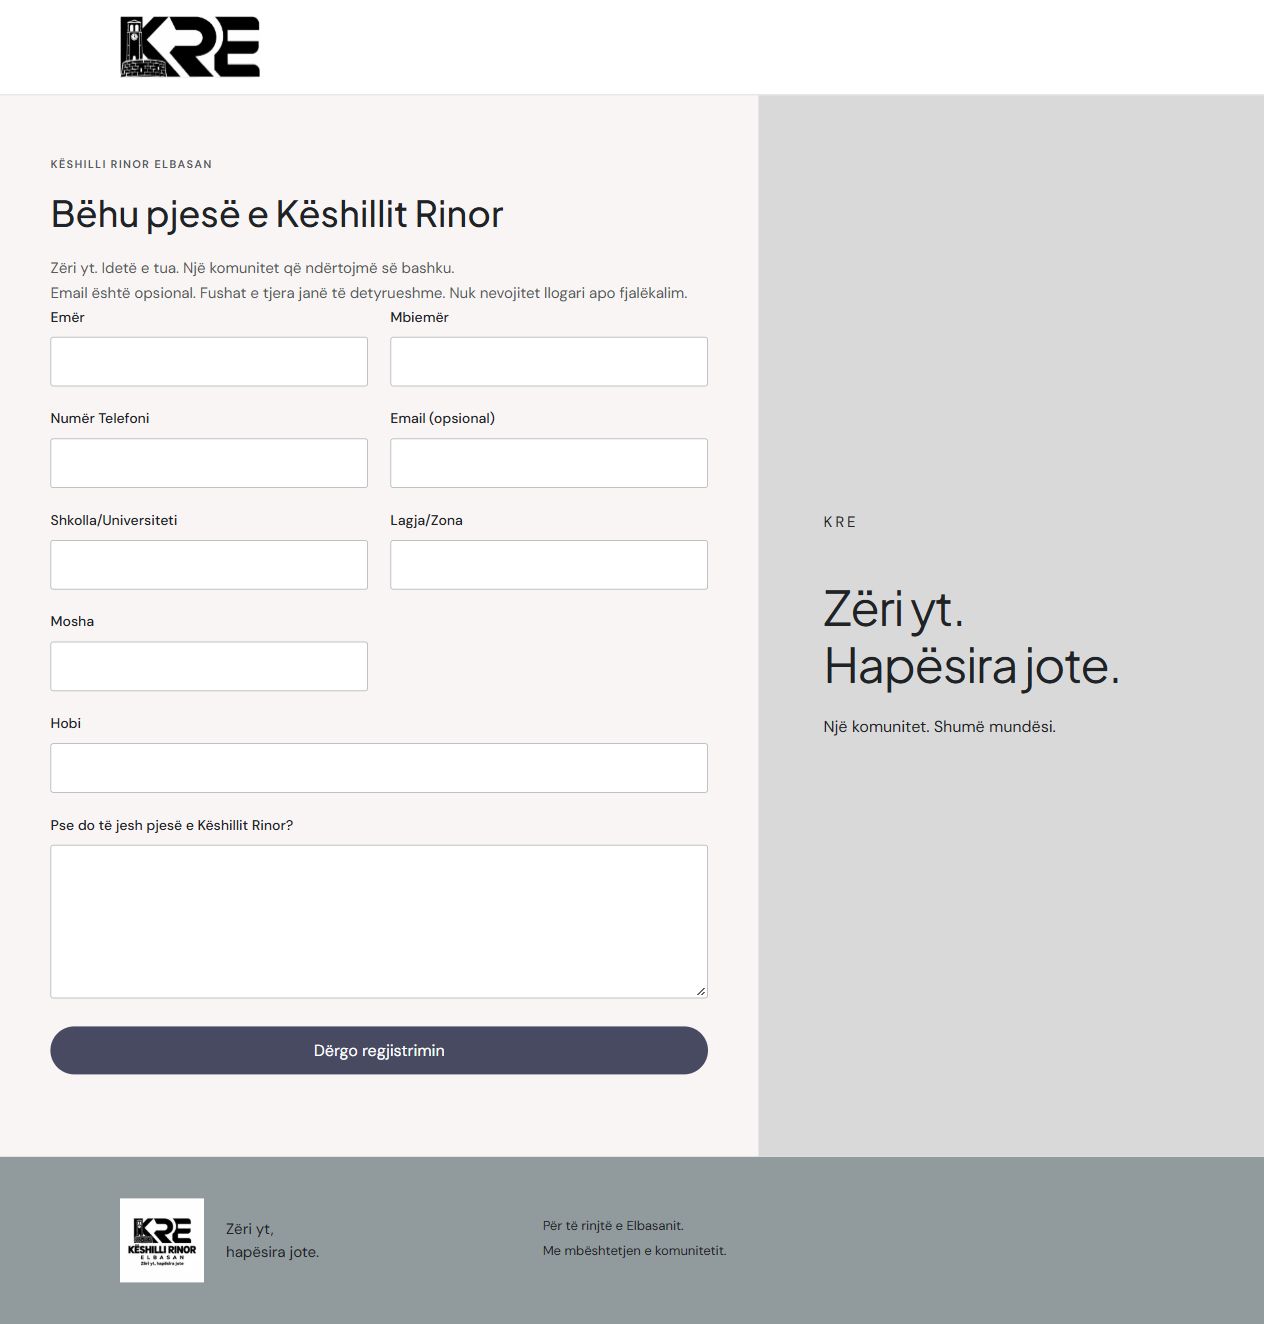 KRE
KËSHILLI RINOR ELBASAN
Bëhu pjesë e Këshillit Rinor
Zëri yt. Idetë e tua. Një komunitet që ndërtojmë së bashku.
Email është opsional. Fushat e tjera janë të detyrueshme. Nuk nevojitet llogari apo fjalëkalim.
Emër
Mbiemër
Numër Telefoni
Email (opsional)
Shkolla/Universiteti
Lagja/Zona
Mosha
Hobi
Pse do të jesh pjesë e Këshillit Rinor?
Dërgo regjistrimin
KRE
Zëri yt.
Hapësira jote.
Një komunitet. Shumë mundësi.
KRE
KËSHILLI RINOR
ELBASAN
Zëri yt, hapësira jote
Zëri yt,
hapësira jote.
Për të rinjtë e Elbasanit.
Me mbështetjen e komunitetit.